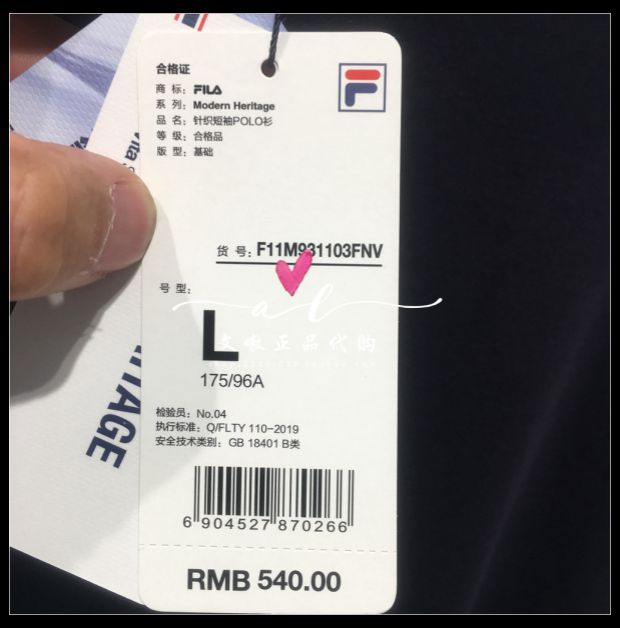 合格证
商 标: FILA
系 列: Modern Heritage
品 名: 针织短袖POLO衫
等 级: 合格品
版 型: 基础
货 号: F11M931103FNV
号 型:
al
正品代购
L
175/96A
检验员: No.04
执行标准: Q/FLTY 110-2019
安全技术类别: GB 18401 B类
6 904527 870266
RMB 540.00
vita
ITAGE